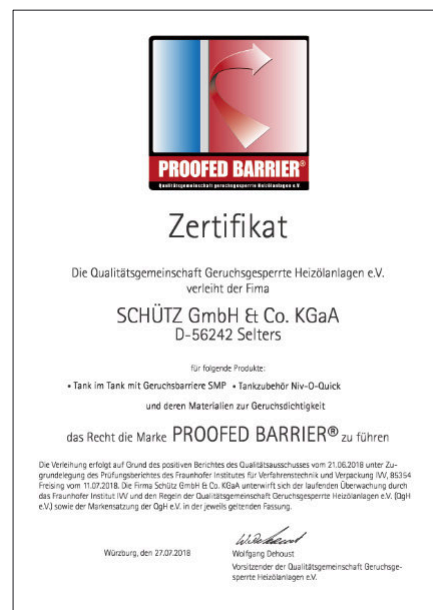 PROOFED BARRIER®
Qualitätsgemeinschaft geruchsgesperrte Heizölanlagen e.V.
Zertifikat
Die Qualitätsgemeinschaft Geruchsgesperrte Heizölanlagen e.V.
verleiht der Fima
SCHÜTZ GmbH & Co. KGaA
D-56242 Selters
für folgende Produkte:
• Tank im Tank mit Geruchsbarriere SMP • Tankzubehör Niv-O-Quick
und deren Materialien zur Geruchsdichtigkeit
das Recht die Marke PROOFED BARRIER® zu führen
Die Verleihung erfolgt auf Grund des positiven Berichtes des Qualitätsausschusses vom 21.06.2018 unter Zu-
grundelegung des Prüfungsberichtes des Fraunhofer Institutes für Verfahrenstechnik und Verpackung IVV, 85354
Freising vom 11.07.2018. Die Firma Schütz GmbH & Co. KGaA unterwirft sich der laufenden Überwachung durch
das Fraunhofer Institut IVV und den Regeln der Qualitätsgemeinschaft Geruchsgesperrte Heizölanlagen e.V. (QgH
e.V.) sowie der Markensatzung der QgH e.V. in der jeweils geltenden Fassung.
Würzburg, den 27.07.2018
Wolfgang Dehoust
Vorsitzender der Qualitätsgemeinschaft Geruchsge-
sperrte Heizölanlagen e.V.